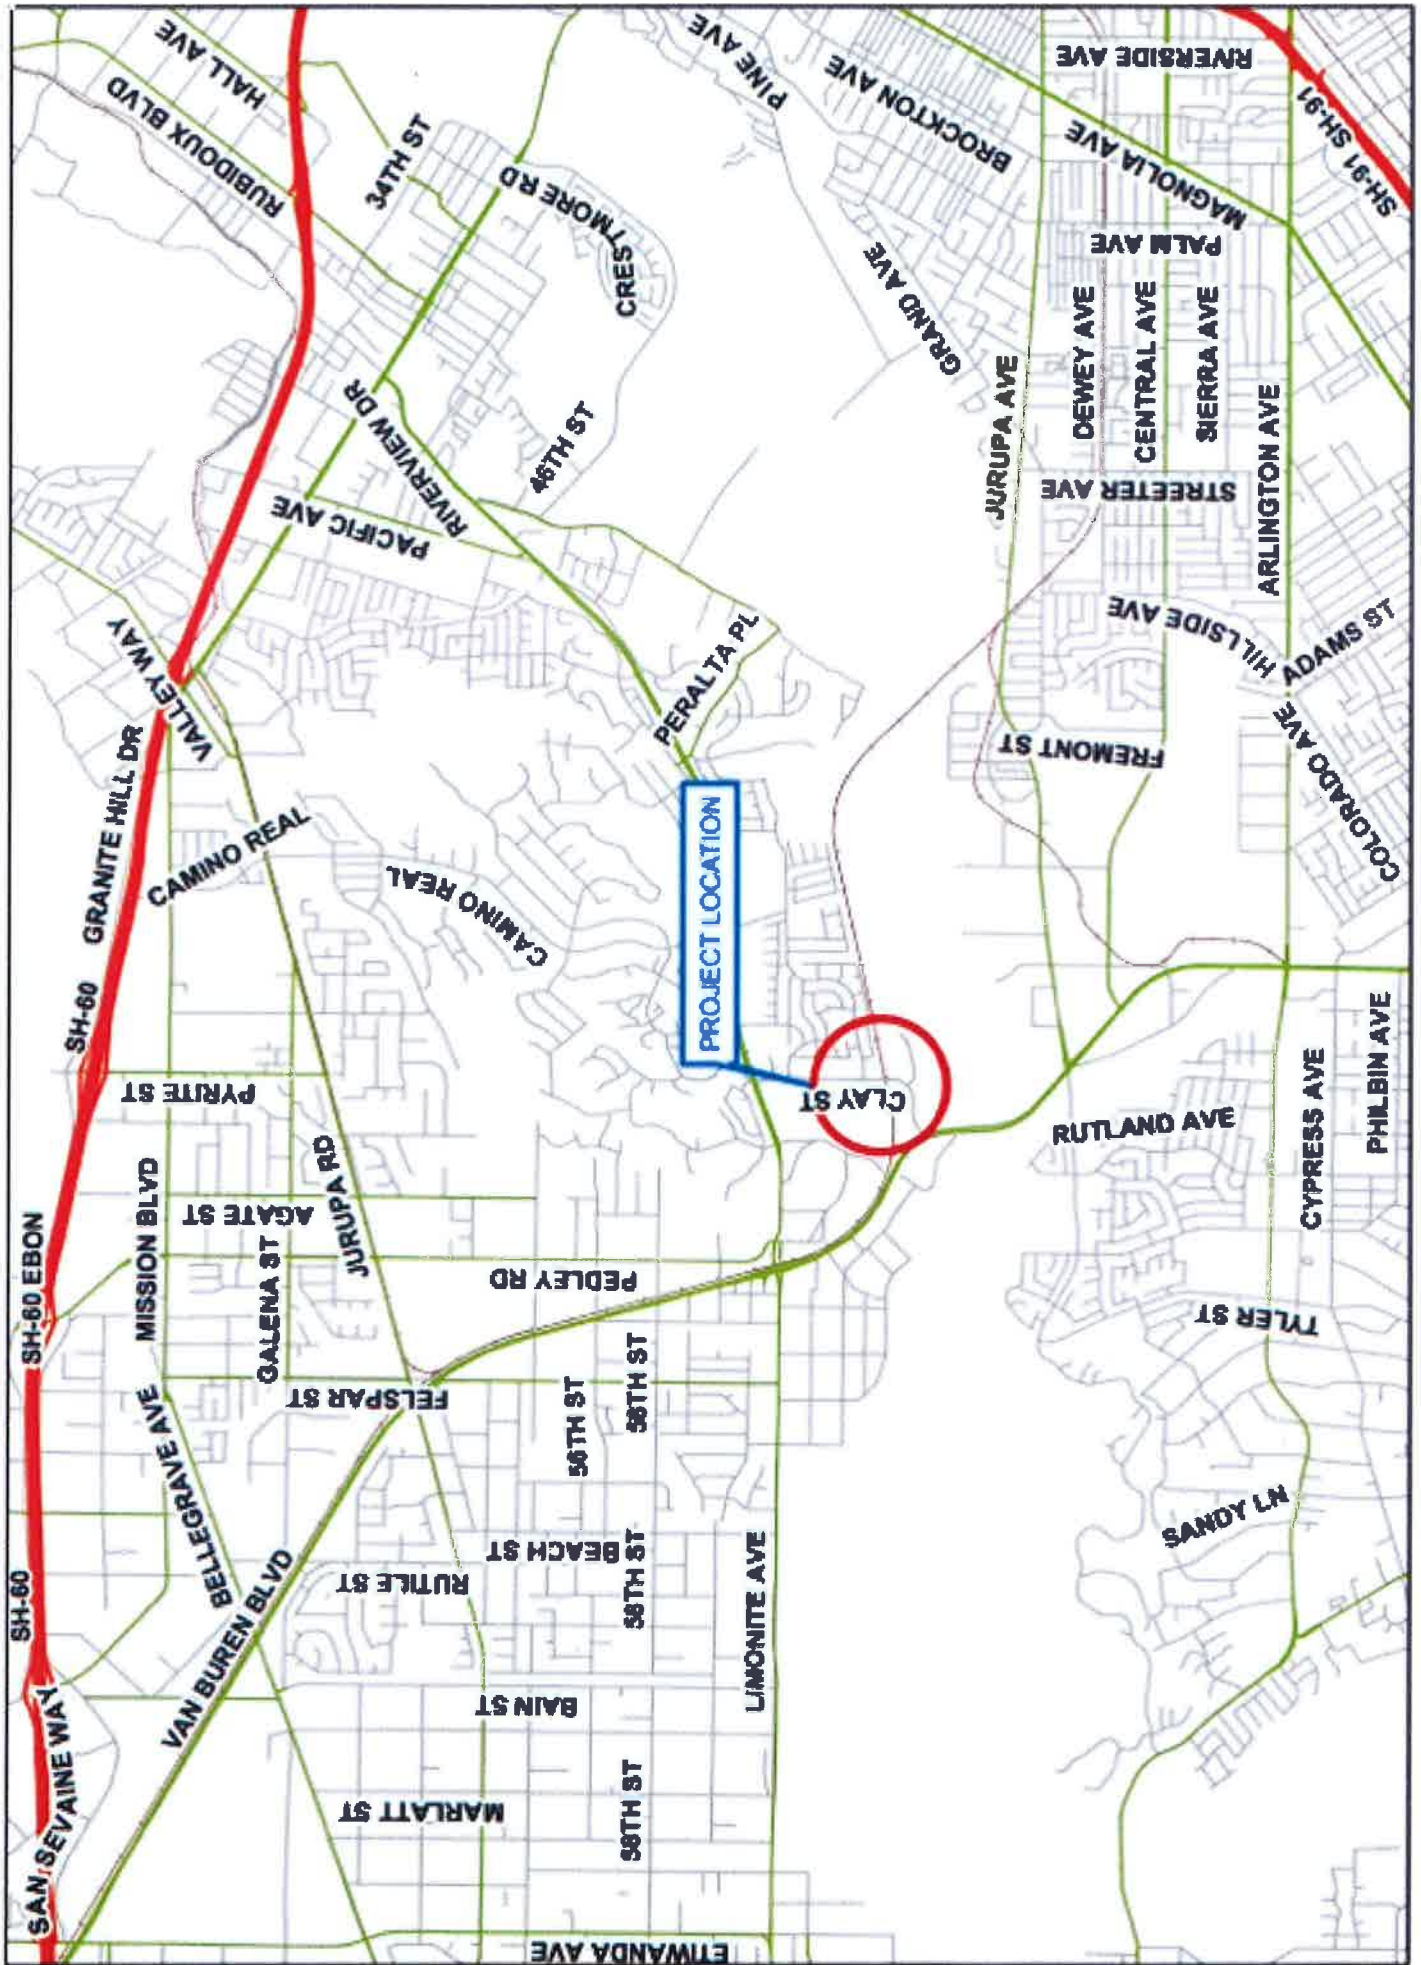 SAN SEVAINE WAY
SH-60
SH-60 EBON
SH-60
GRANITE HILL DR
VALLEY WAY
RUBIDOUX BLVD
HALL AVE
VAN BUREN BLVD
BELLEGRAVE AVE
MISSION BLVD
PYRITE ST
CAMINO REAL
AGATE ST
GALENA ST
JURUPA RD
FELSPAR ST
RUTILE ST
MARLATT ST
PACIFIC AVE
RIVERVIEW DR
34TH ST
CRESTMORE RD
46TH ST
CAMINO REAL
PEDLEY RD
BEACH ST
BAIN ST
56TH ST
58TH ST
58TH ST
58TH ST
ETIWANDA AVE
LIMONITE AVE
PROJECT LOCATION
PERALTA PL
PINE AVE
BROCKTON AVE
GRAND AVE
CLAY ST
JURUPA AVE
FREMONT ST
RUTLAND AVE
DEWEY AVE
CENTRAL AVE
SIERRA AVE
STREETER AVE
PALM AVE
MAGNOLIA AVE
RIVERSIDE AVE
HILLSIDE AVE
ARLINGTON AVE
ADAMS ST
COLORADO AVE
SH-91 SH-91
CYPRESS AVE
PHILBIN AVE
TYLER ST
SANDY LN